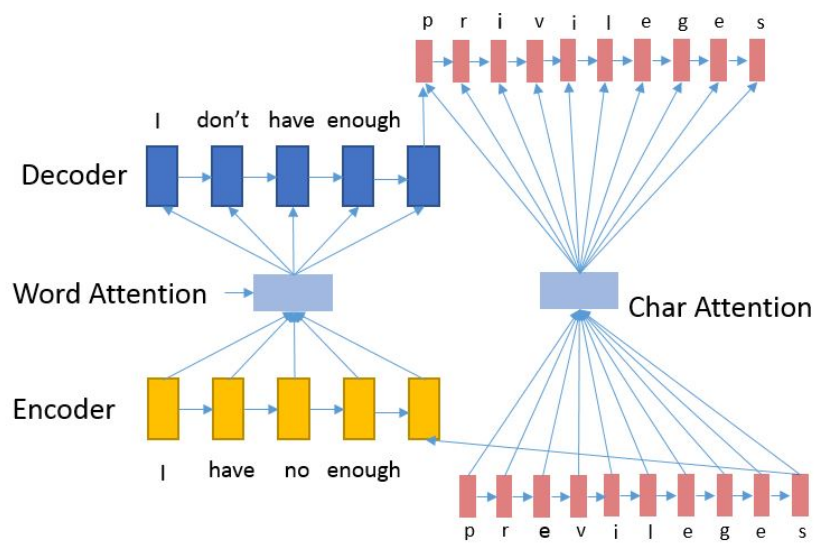 p r i v i l e g e s
I don't have enough
Decoder
Word Attention
Char Attention
Encoder
I have no enough
p r e v i l e g e s